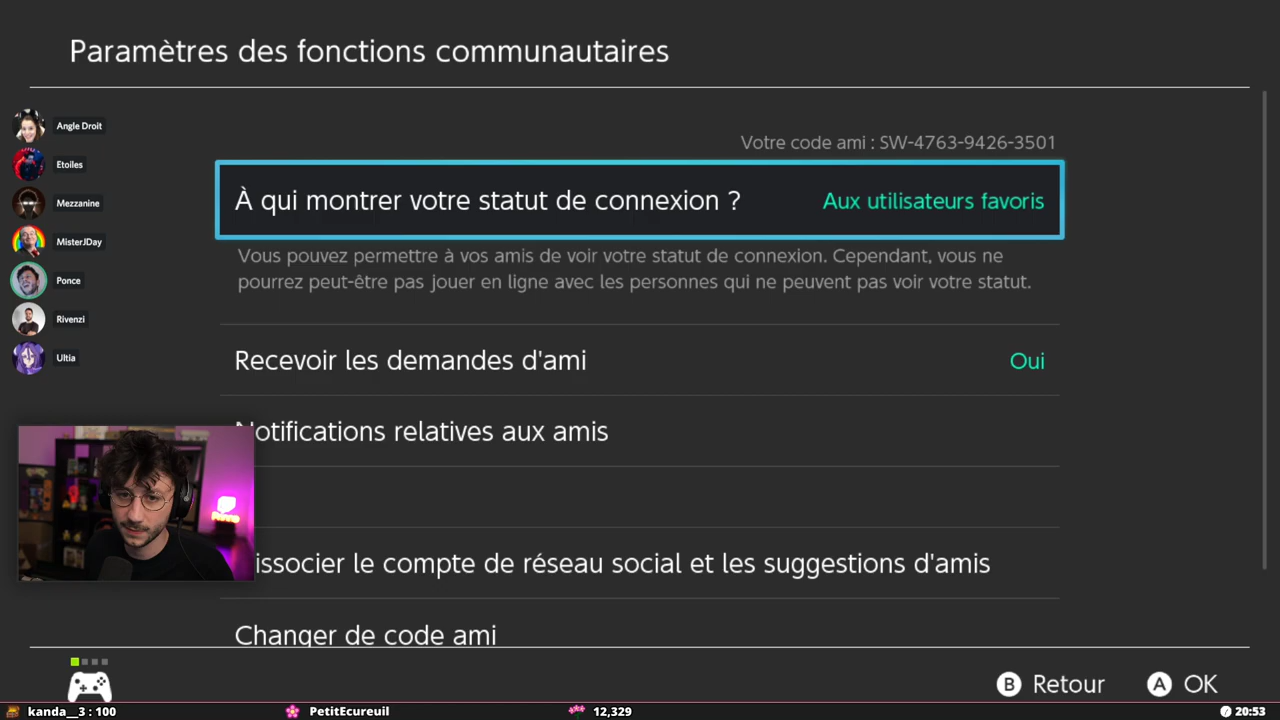 Paramètres des fonctions communautaires
Angle Droit
Etoiles
Mezzanine
MisterJDay
Ponce
Rivenzi
Ultia
Votre code ami : SW-4763-9426-3501
À qui montrer votre statut de connexion ?
Aux utilisateurs favoris
Vous pouvez permettre à vos amis de voir votre statut de connexion. Cependant, vous ne
pourrez peut-être pas jouer en ligne avec les personnes qui ne peuvent pas voir votre statut.
Recevoir les demandes d'ami
Oui
Notifications relatives aux amis
issocier le compte de réseau social et les suggestions d'amis
Changer de code ami
B Retour
A OK
kanda__3 : 100
PetitEcureuil
12,329
20:53